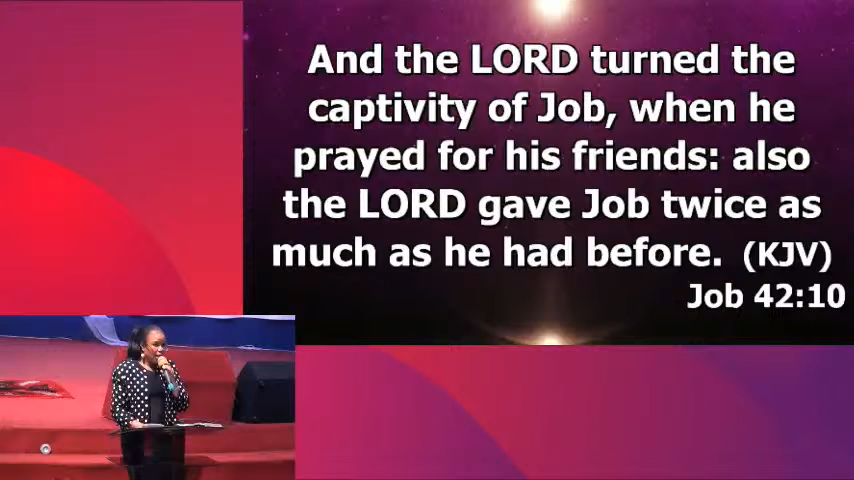 And the LORD turned the
captivity of Job, when he
prayed for his friends: also
the LORD gave Job twice as
much as he had before. (KJV)
Job 42:10